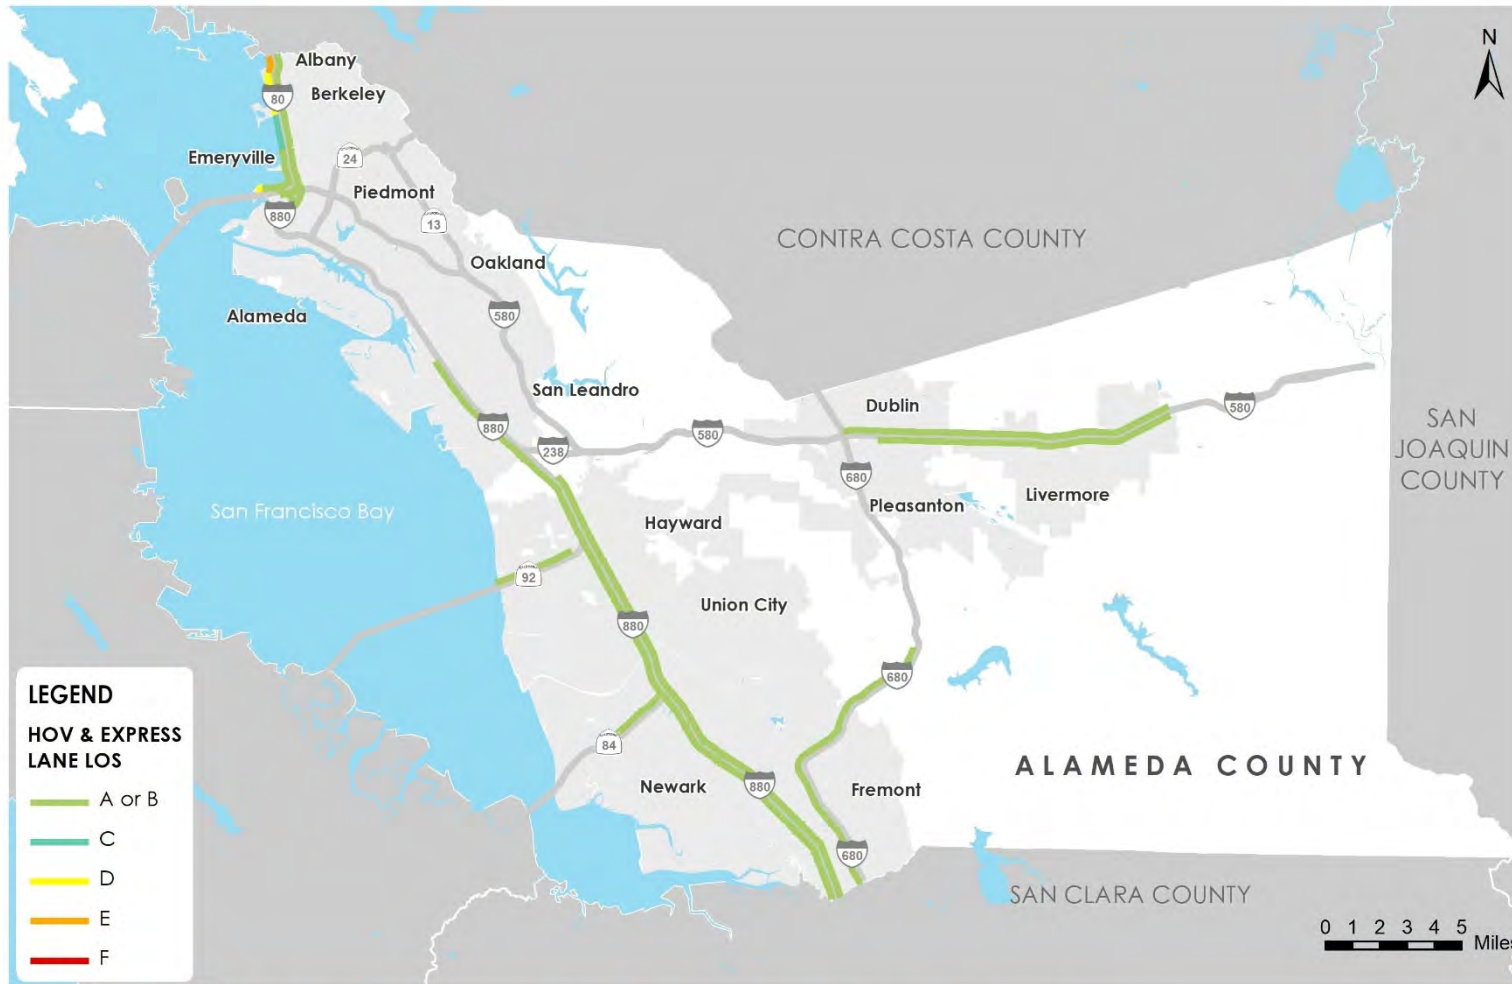 N
Albany
80
Berkeley
Emeryville
24
Piedmont
880
13
CONTRA COSTA COUNTY
Oakland
580
Alameda
San Leandro
Dublin
580
580
880
238
SAN
JOAQUIN
COUNTY
680
Livermore
Pleasanton
San Francisco Bay
Hayward
92
Union City
880
680
LEGEND
HOV & EXPRESS
LANE LOS
A or B
C
D
E
F
84
ALAMEDA COUNTY
Newark
880
Fremont
680
SAN CLARA COUNTY
0 1 2 3 4 5
Miles